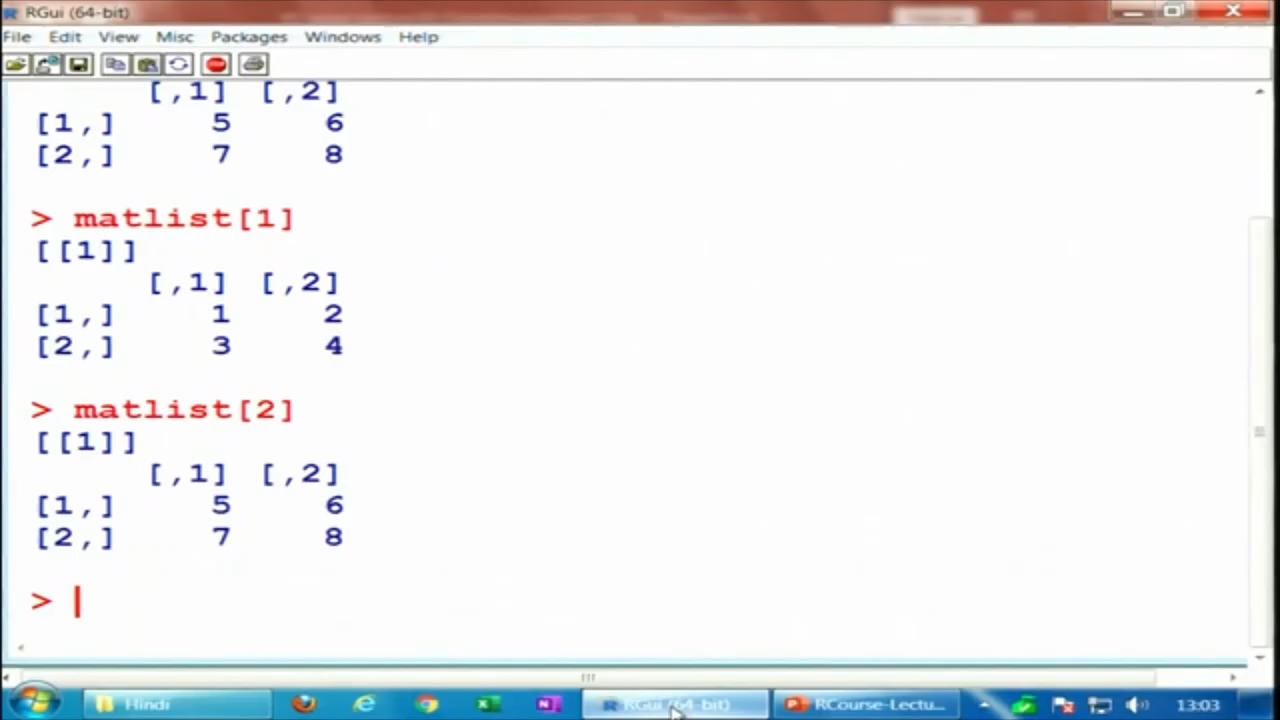 RGui (64-bit)
File Edit View Misc Packages Windows Help
[,1] [,2]
[1,] 5 6
[2,] 7 8
> matlist[1]
[[1]]
[,1] [,2]
[1,] 1 2
[2,] 3 4
> matlist[2]
[[1]]
[,1] [,2]
[1,] 5 6
[2,] 7 8
>
Hindi RGui (64-bit) RCourse-Lectu... 13:03